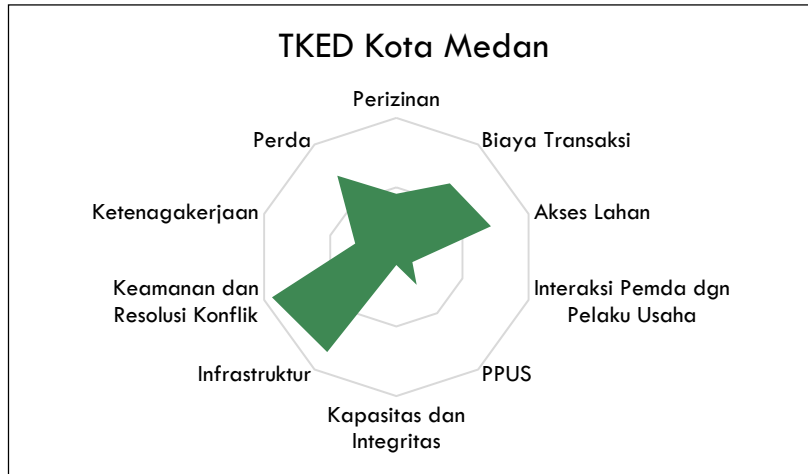 TKED Kota Medan
Perizinan
Biaya Transaksi
Akses Lahan
Interaksi Pemda dgn
Pelaku Usaha
PPUS
Kapasitas dan
Integritas
Infrastruktur
Keamanan dan
Resolusi Konflik
Ketenagakerjaan
Perda